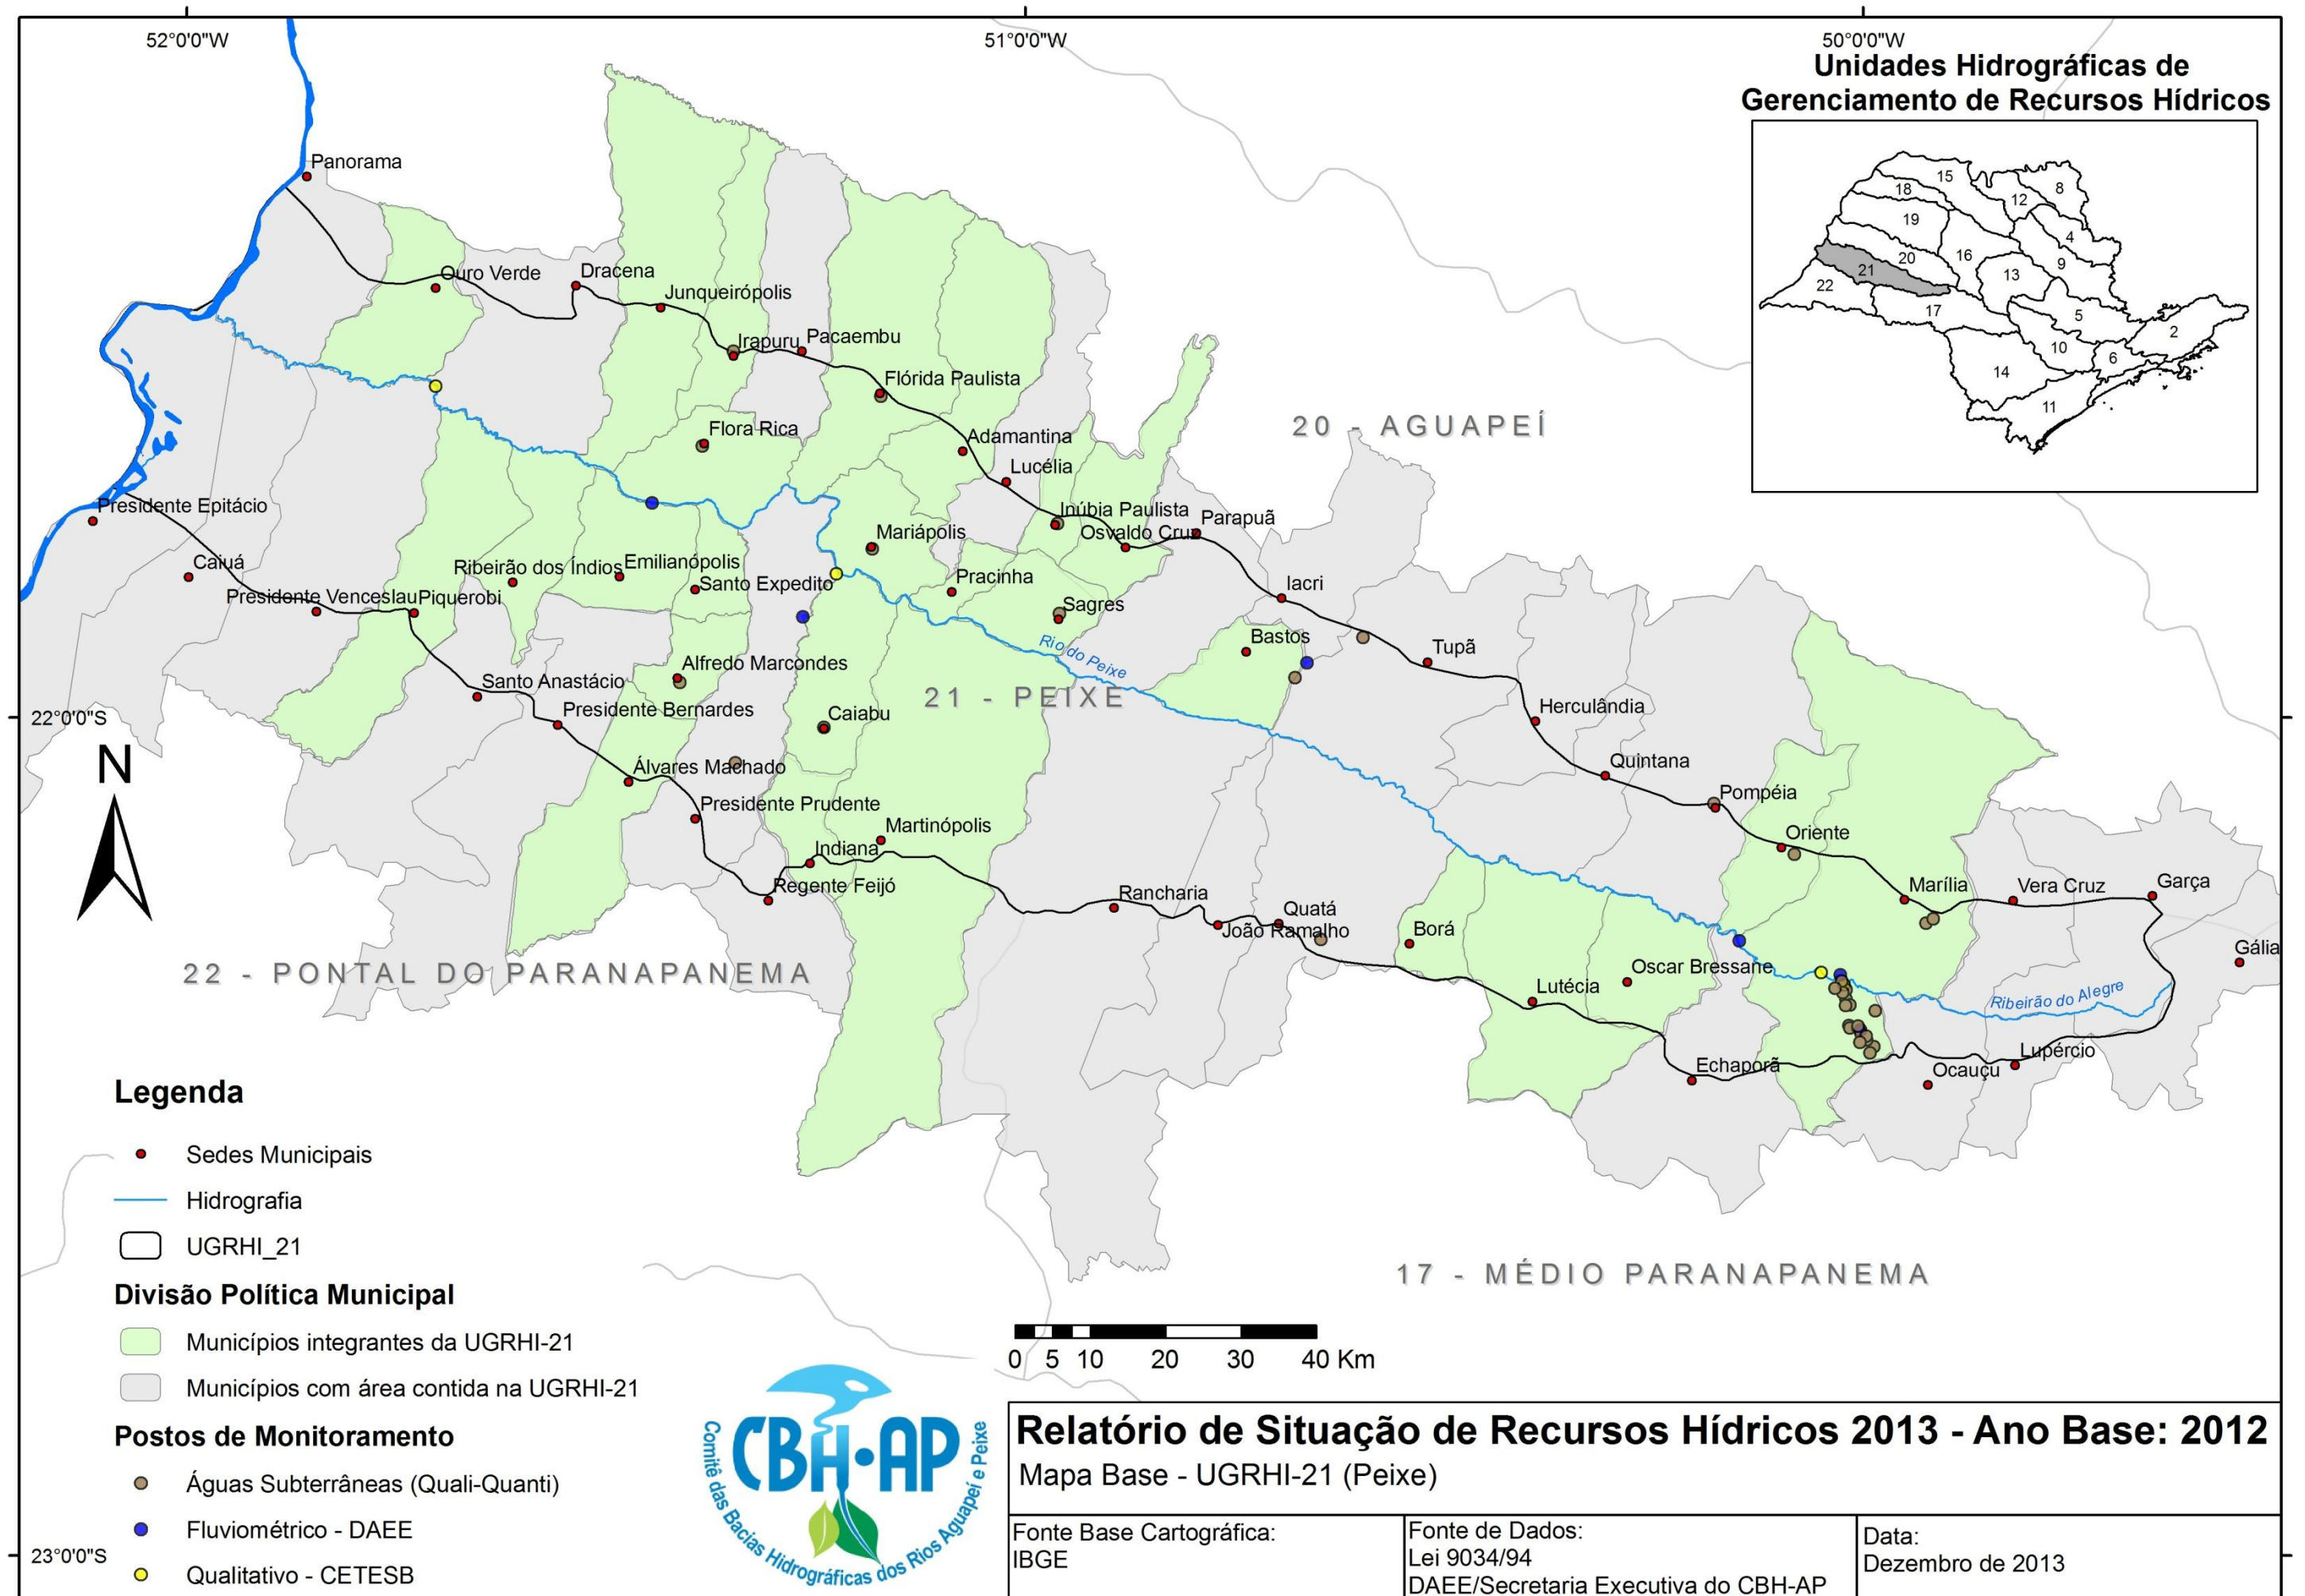 52°0'0"W
51°0'0"W
50°0'0"W
Unidades Hidrográficas de
Gerenciamento de Recursos Hídricos
15
18
8
12
19
4
16
20
9
21
13
22
5
17
2
10
6
14
11
Panorama
Ouro Verde
Dracena
Junqueirópolis
Irapuru
Pacaembu
Flórida Paulista
20 - AGUAPEÍ
Flora Rica
Adamantina
Lucélia
Presidente Epitácio
Inúbia Paulista
Parapuã
Osvaldo Cruz
Mariápolis
Caiuá
Ribeirão dos Índios
Emilianópolis
Santo Expedito
Pracinha
Iacri
Presidente Venceslau
Piquerobi
Sagres
Bastos
Tupã
Rio do Peixe
Alfredo Marcondes
Santo Anastácio
21 - PEIXE
Presidente Bernardes
Caiabu
Herculândia
22°0'0"S
N
Álvares Machado
Quintana
Presidente Prudente
Pompéia
Martinópolis
Oriente
Indiana
Regente Feijó
Rancharia
Marília
Vera Cruz
Garça
Quatá
João Ramalho
Borá
Gália
22 - PONTAL DO PARANAPANEMA
Oscar Bressane
Lutécia
Ribeirão do Alegre
Echaporã
Lupércio
Ocauçu
17 - MÉDIO PARANAPANEMA
Legenda
Sedes Municipais
Hidrografia
UGRHI_21
Divisão Política Municipal
Municípios integrantes da UGRHI-21
Municípios com área contida na UGRHI-21
Postos de Monitoramento
Águas Subterrâneas (Quali-Quanti)
Fluviométrico - DAEE
Qualitativo - CETESB
23°0'0"S
0 5 10 20 30 40 Km
CBH-AP
Comitê das Bacias Hidrográficas dos Rios Aguapeí e Peixe
Relatório de Situação de Recursos Hídricos 2013 - Ano Base: 2012
Mapa Base - UGRHI-21 (Peixe)
Fonte Base Cartográfica:
IBGE
Fonte de Dados:
Lei 9034/94
DAEE/Secretaria Executiva do CBH-AP
Data:
Dezembro de 2013